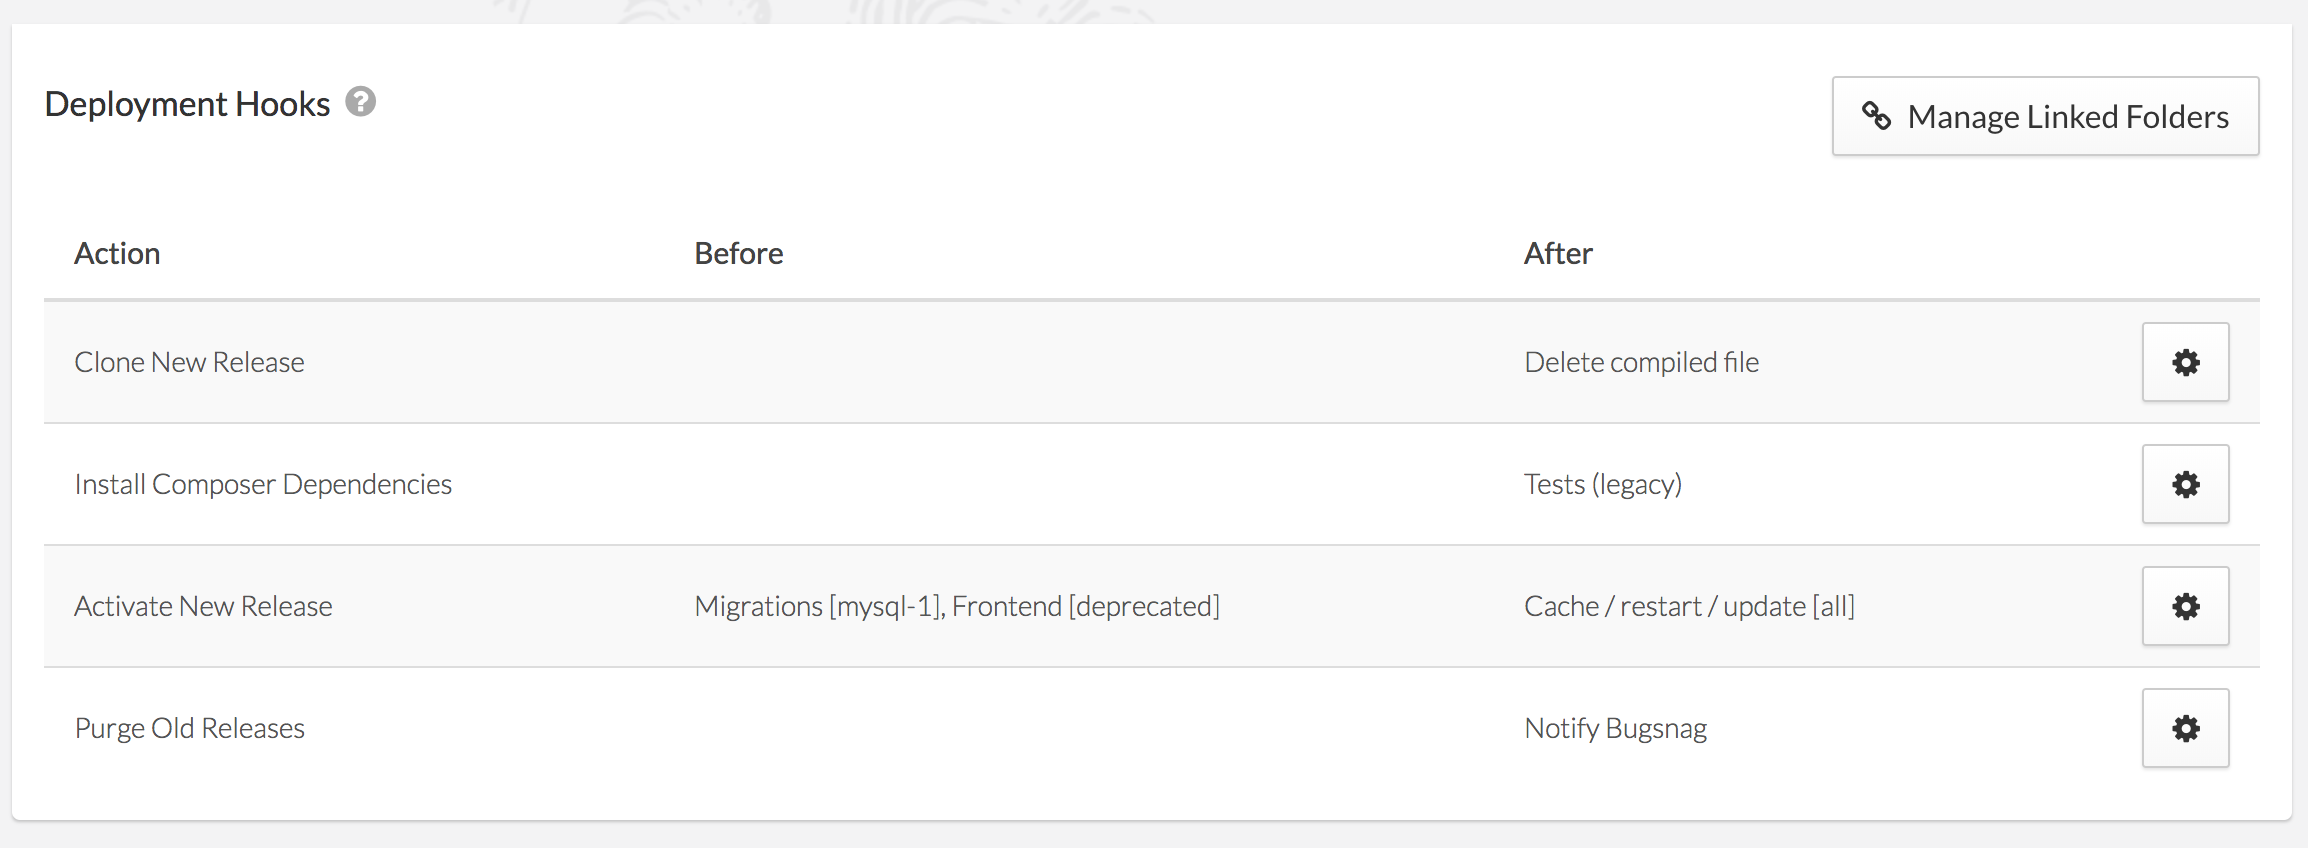 Deployment Hooks ?
Manage Linked Folders
Action Before After
Clone New Release Delete compiled file
Install Composer Dependencies Tests (legacy)
Activate New Release Migrations [mysql-1], Frontend [deprecated] Cache / restart / update [all]
Purge Old Releases Notify Bugsnag